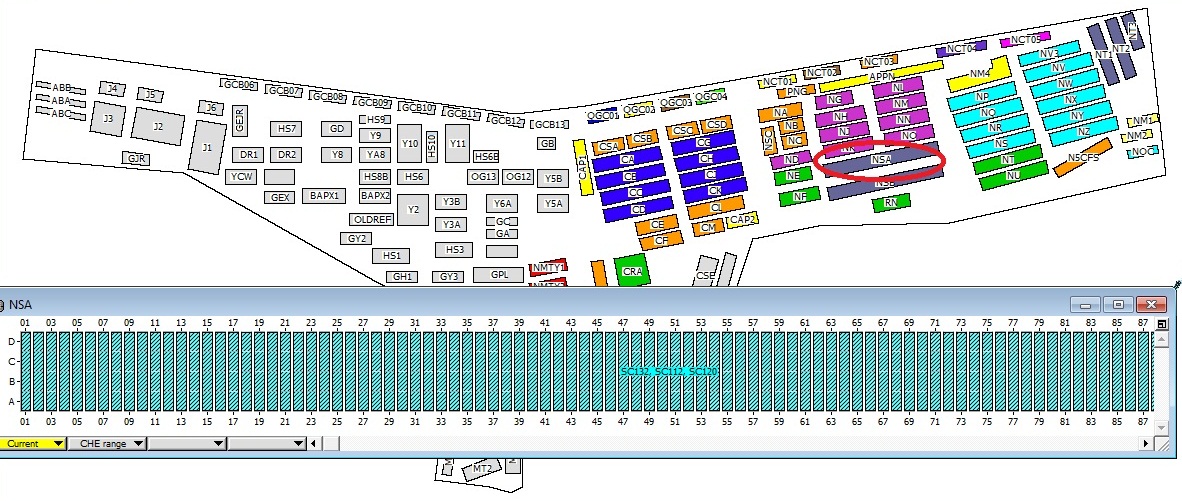 NCT05
NCT04
NCT03
NCT02
NCT01
NT3
NT2
NT1
NV3
NV
NW
NX
NY
NZ
NM4
NP
NQ
NR
NS
NT
NU
NSCFS
NM1
NM2
NOC
APPN
PNG
NG
NH
NJ
NK
NL
NM
NN
NO
NA
NB
NC
NSC
ND
NE
NF
NSA
NSB
RN
QGC01
QGC02
QGC03
QGC04
CSA
CSB
CSC
CSD
CA
CB
CC
CD
CG
CH
CJ
CK
CL
CE
CF
CM
CAP1
CAP2
CRA
CSE
NMTY1
NMTY2
GCB06
GCB07
GCB08
GCB09
GCB10
GCB11
GCB12
GCB13
ABB
ABA
ABC
J4
J5
J6
J3
J2
J1
GJR
GEJR
HS7
GD
HS9
Y9
Y10
HS10
Y11
GB
DR1
DR2
Y8
YA8
HS6B
YCW
HS8B
HS6
OG13
OG12
Y5B
GEX
BAPX1
BAPX2
Y2
Y3B
Y6A
Y5A
OLDREF
Y3A
GC
GA
GY2
HS1
HS3
GH1
GY3
GPL
NSA
01 03 05 07 09 11 13 15 17 19 21 23 25 27 29 31 33 35 37 39 41 43 45 47 49 51 53 55 57 59 61 63 65 67 69 71 73 75 77 79 81 83 85 87
D
C
SC132, SC112, SC120
B
A
01 03 05 07 09 11 13 15 17 19 21 23 25 27 29 31 33 35 37 39 41 43 45 47 49 51 53 55 57 59 61 63 65 67 69 71 73 75 77 79 81 83 85 87
Current CHE range
MT2